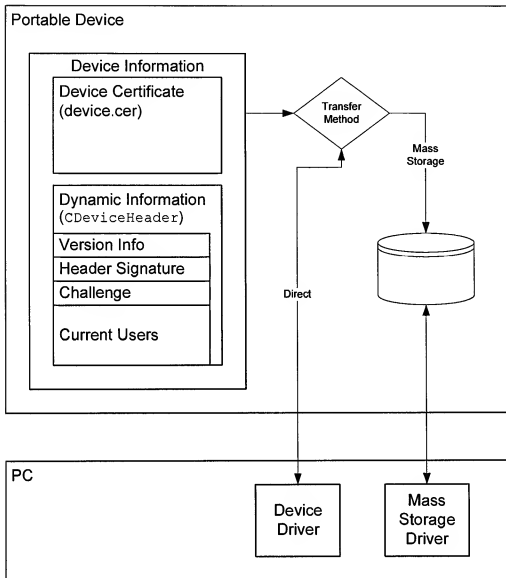 Portable Device
Device Information
Device Certificate
(device.cer)
Dynamic Information
(CDeviceHeader)
Version Info
Header Signature
Challenge
Current Users
Transfer
Method
Mass
Storage
Direct
PC
Device
Driver
Mass
Storage
Driver